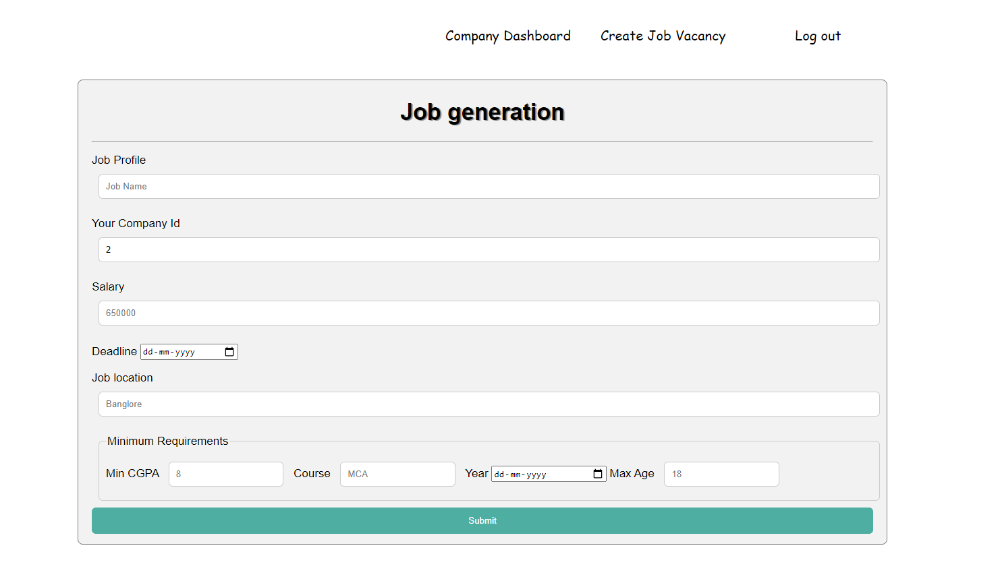 Company Dashboard Create Job Vacancy Log out
Job generation
Job Profile
Job Name
Your Company Id
2
Salary
650000
Deadline dd-mm-yyyy
Job location
Banglore
Minimum Requirements
Min CGPA 8 Course MCA Year dd-mm-yyyy Max Age 18
Submit